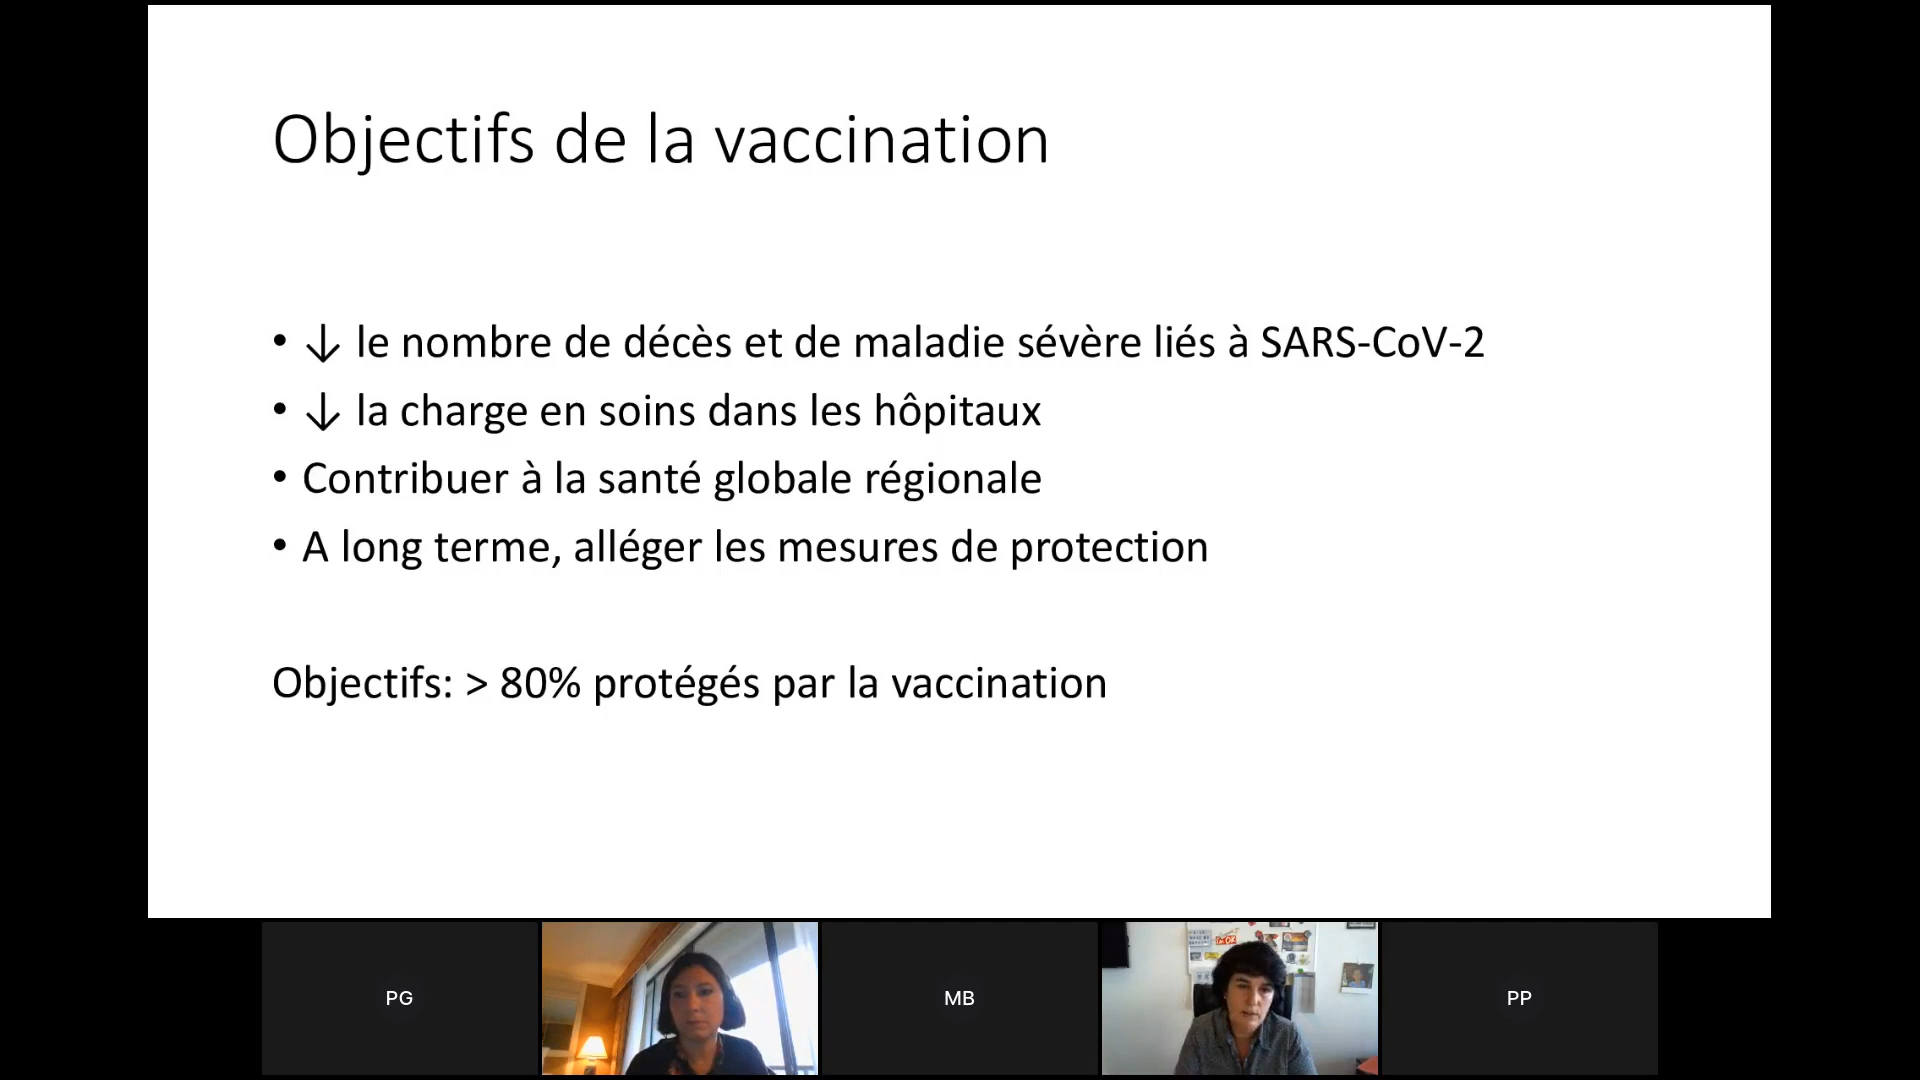 Objectifs de la vaccination
• ↓ le nombre de décès et de maladie sévère liés à SARS-CoV-2
• ↓ la charge en soins dans les hôpitaux
• Contribuer à la santé globale régionale
• A long terme, alléger les mesures de protection
Objectifs: > 80% protégés par la vaccination
PG
MB
PP